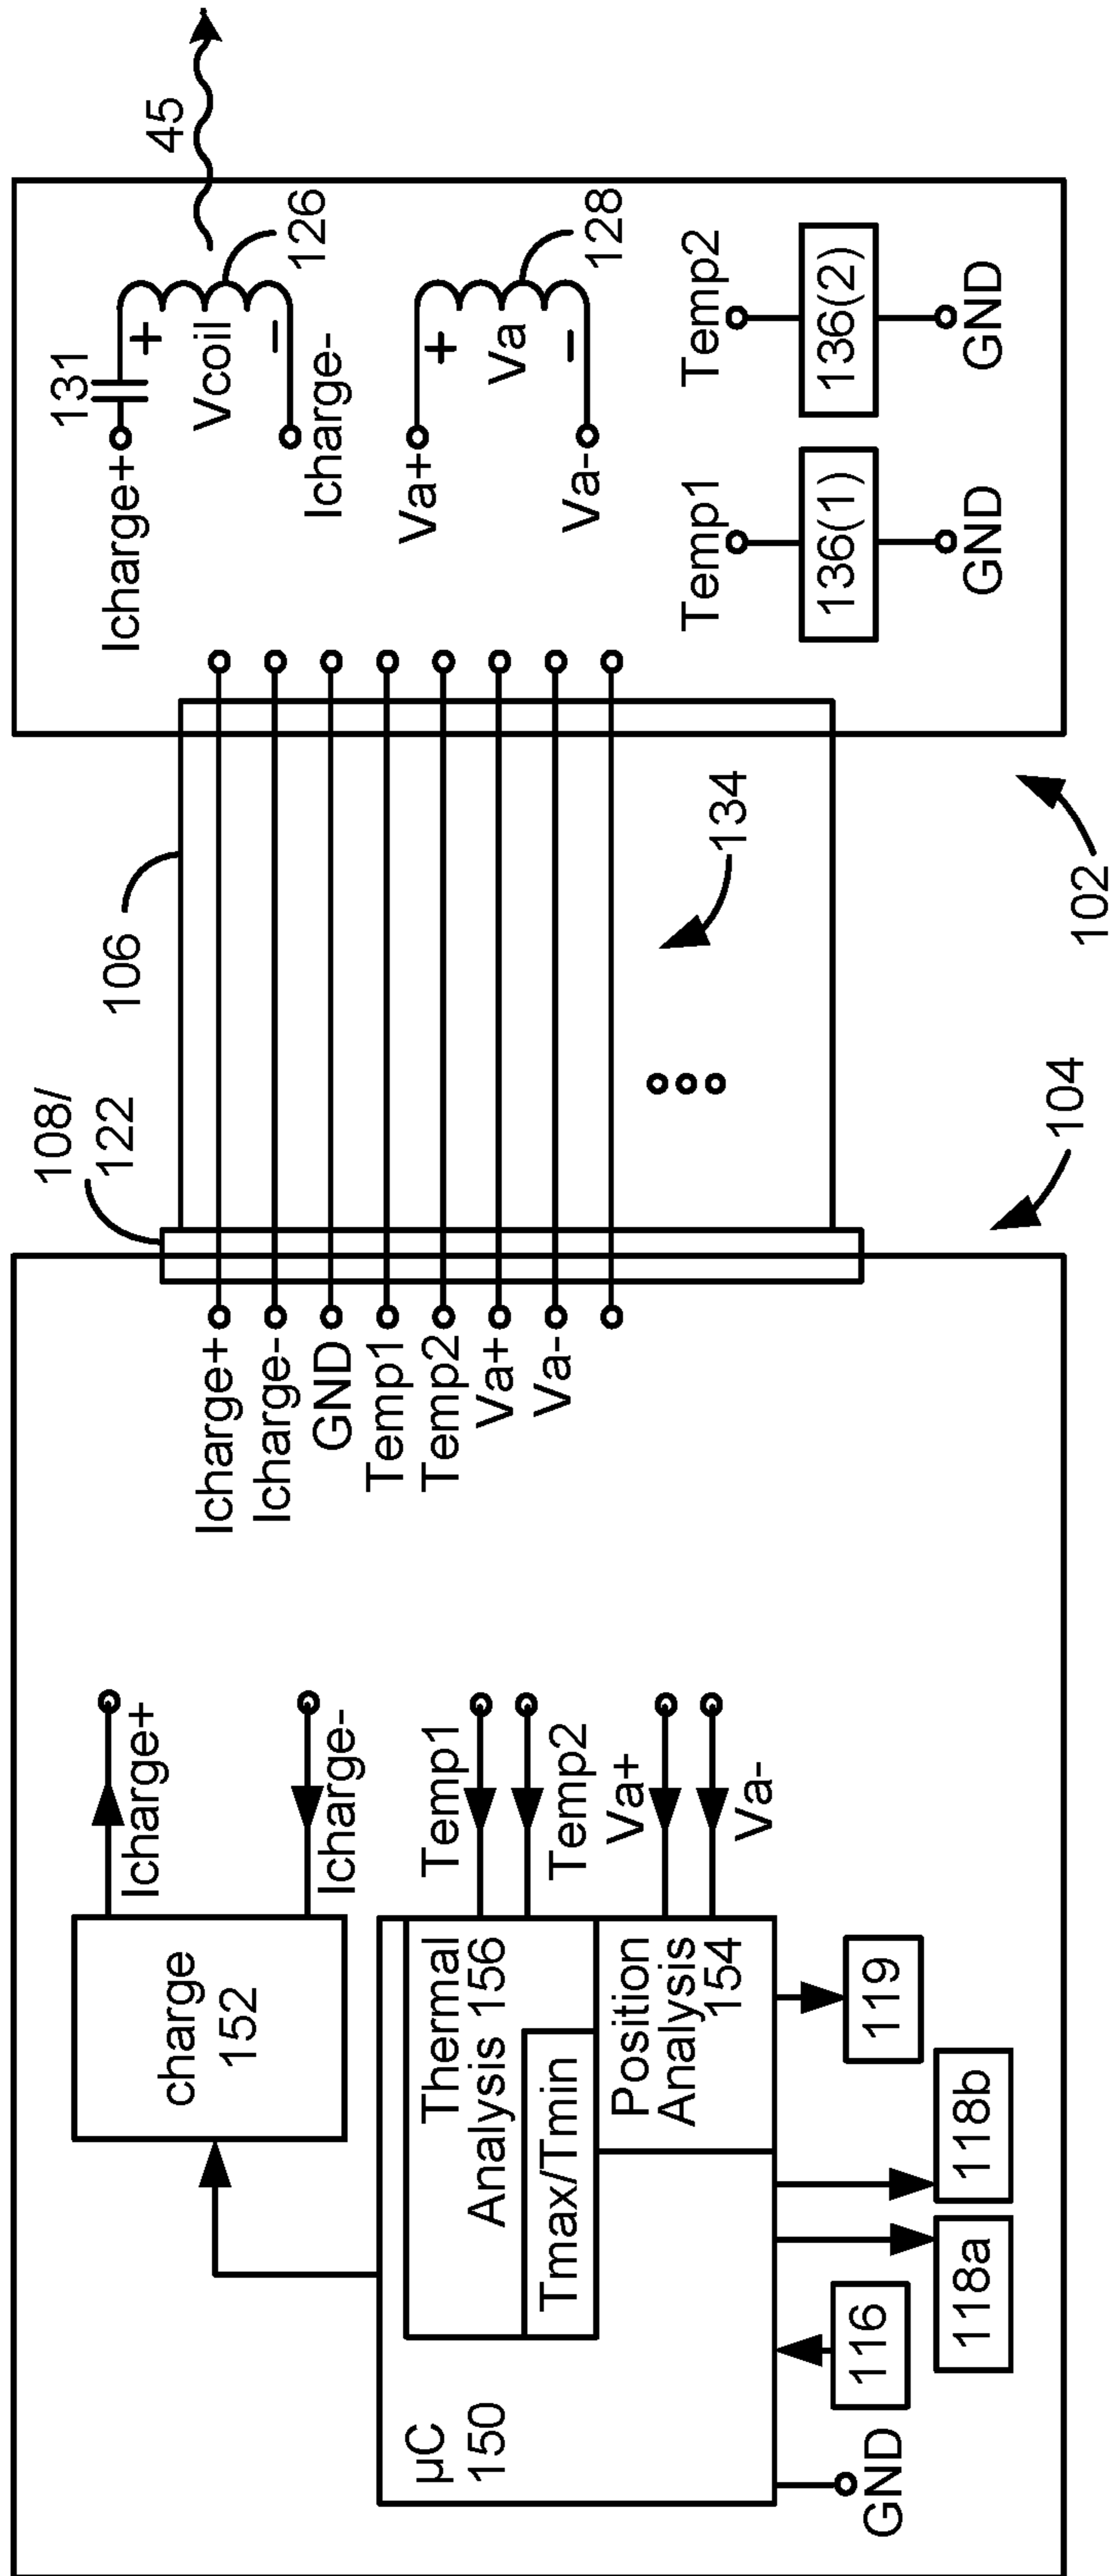 charge
152
Icharge+
Icharge-
µC
150
Thermal
Analysis 156
Tmax/Tmin
Position
Analysis
154
Temp1
Temp2
Va+
Va-
GND
116
118a
118b
119
104
Icharge+
Icharge-
GND
Temp1
Temp2
Va+
Va-
108/
122
106
134
102
Icharge+
131
+
Vcoil
-
Icharge-
126
45
Va+
+
Va
-
Va-
128
Temp1
136(1)
GND
Temp2
136(2)
GND